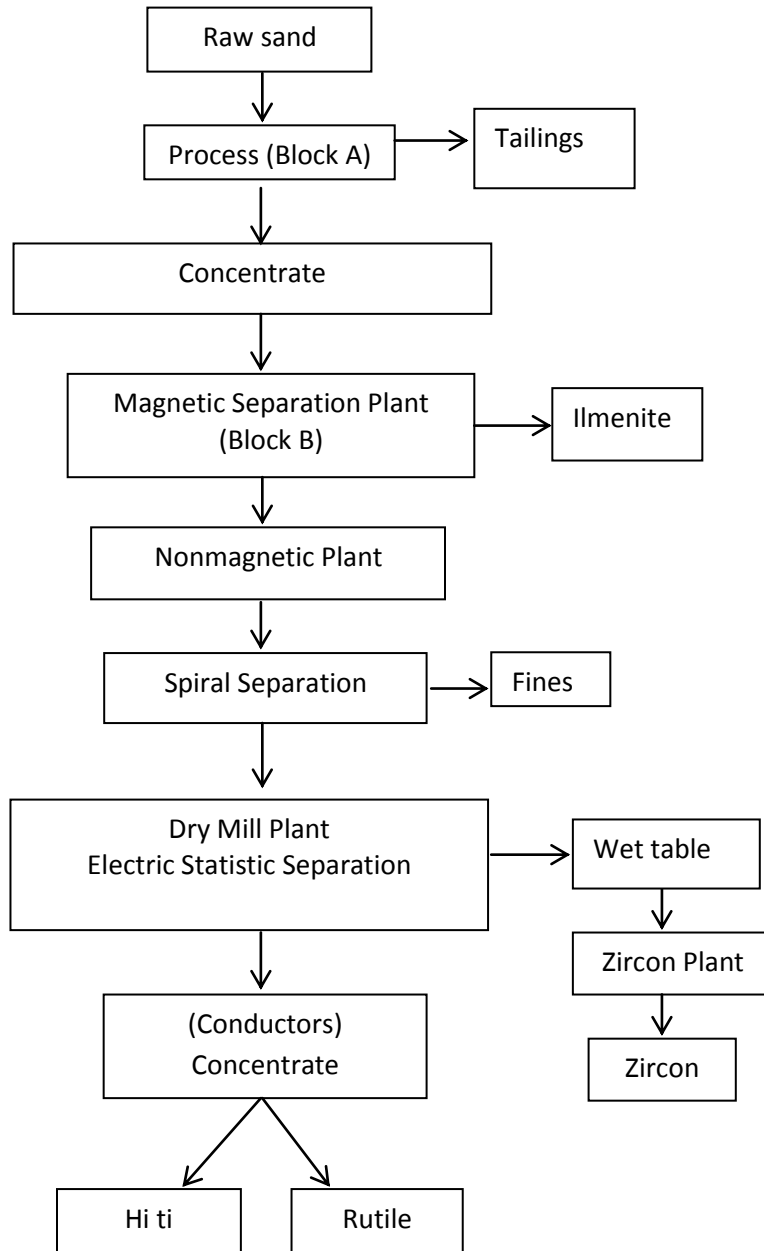 Raw sand
Process (Block A)
Tailings
Concentrate
Magnetic Separation Plant
(Block B)
Ilmenite
Nonmagnetic Plant
Spiral Separation
Fines
Dry Mill Plant
Electric Statistic Separation
Wet table
Zircon Plant
(Conductors)
Concentrate
Zircon
Hi ti
Rutile